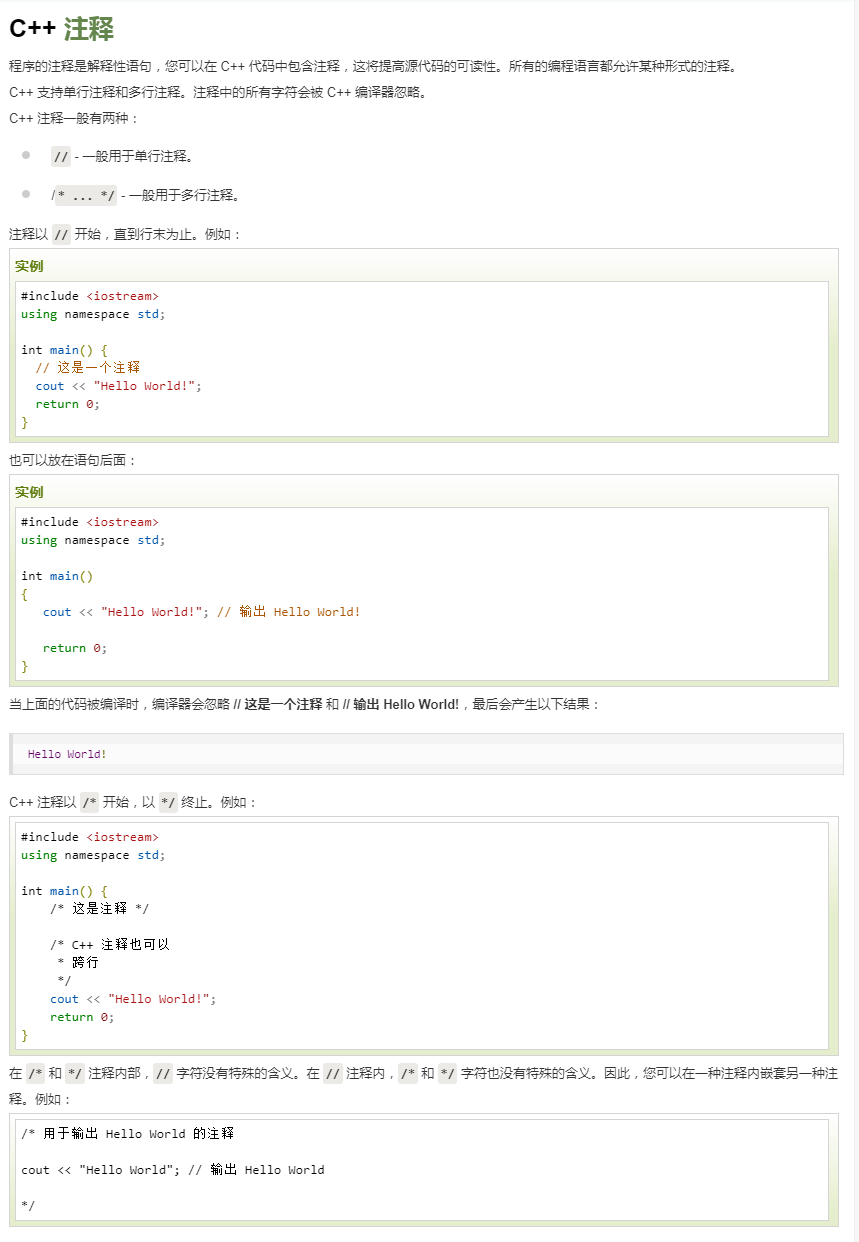 C++ 注释
程序的注释是解释性语句，您可以在 C++ 代码中包含注释，这将提高源代码的可读性。所有的编程语言都允许某种形式的注释。
C++ 支持单行注释和多行注释。注释中的所有字符会被 C++ 编译器忽略。
C++ 注释一般有两种：
// - 一般用于单行注释。
/* ... */ - 一般用于多行注释。
注释以 // 开始，直到行末为止。例如：
实例
#include <iostream>
using namespace std;
int main() {
// 这是一个注释
cout << "Hello World!";
return 0;
}
也可以放在语句后面：
实例
#include <iostream>
using namespace std;
int main()
{
cout << "Hello World!"; // 输出 Hello World!
return 0;
}
当上面的代码被编译时，编译器会忽略 // 这是一个注释 和 // 输出 Hello World!，最后会产生以下结果：
Hello World!
C++ 注释以 /* 开始，以 */ 终止。例如：
#include <iostream>
using namespace std;
int main() {
/* 这是注释 */
/* C++ 注释也可以
* 跨行
*/
cout << "Hello World!";
return 0;
}
在 /* 和 */ 注释内部，// 字符没有特殊的含义。在 // 注释内，/* 和 */ 字符也没有特殊的含义。因此，您可以在一种注释内嵌套另一种注
释。例如：
/* 用于输出 Hello World 的注释
cout << "Hello World"; // 输出 Hello World
*/